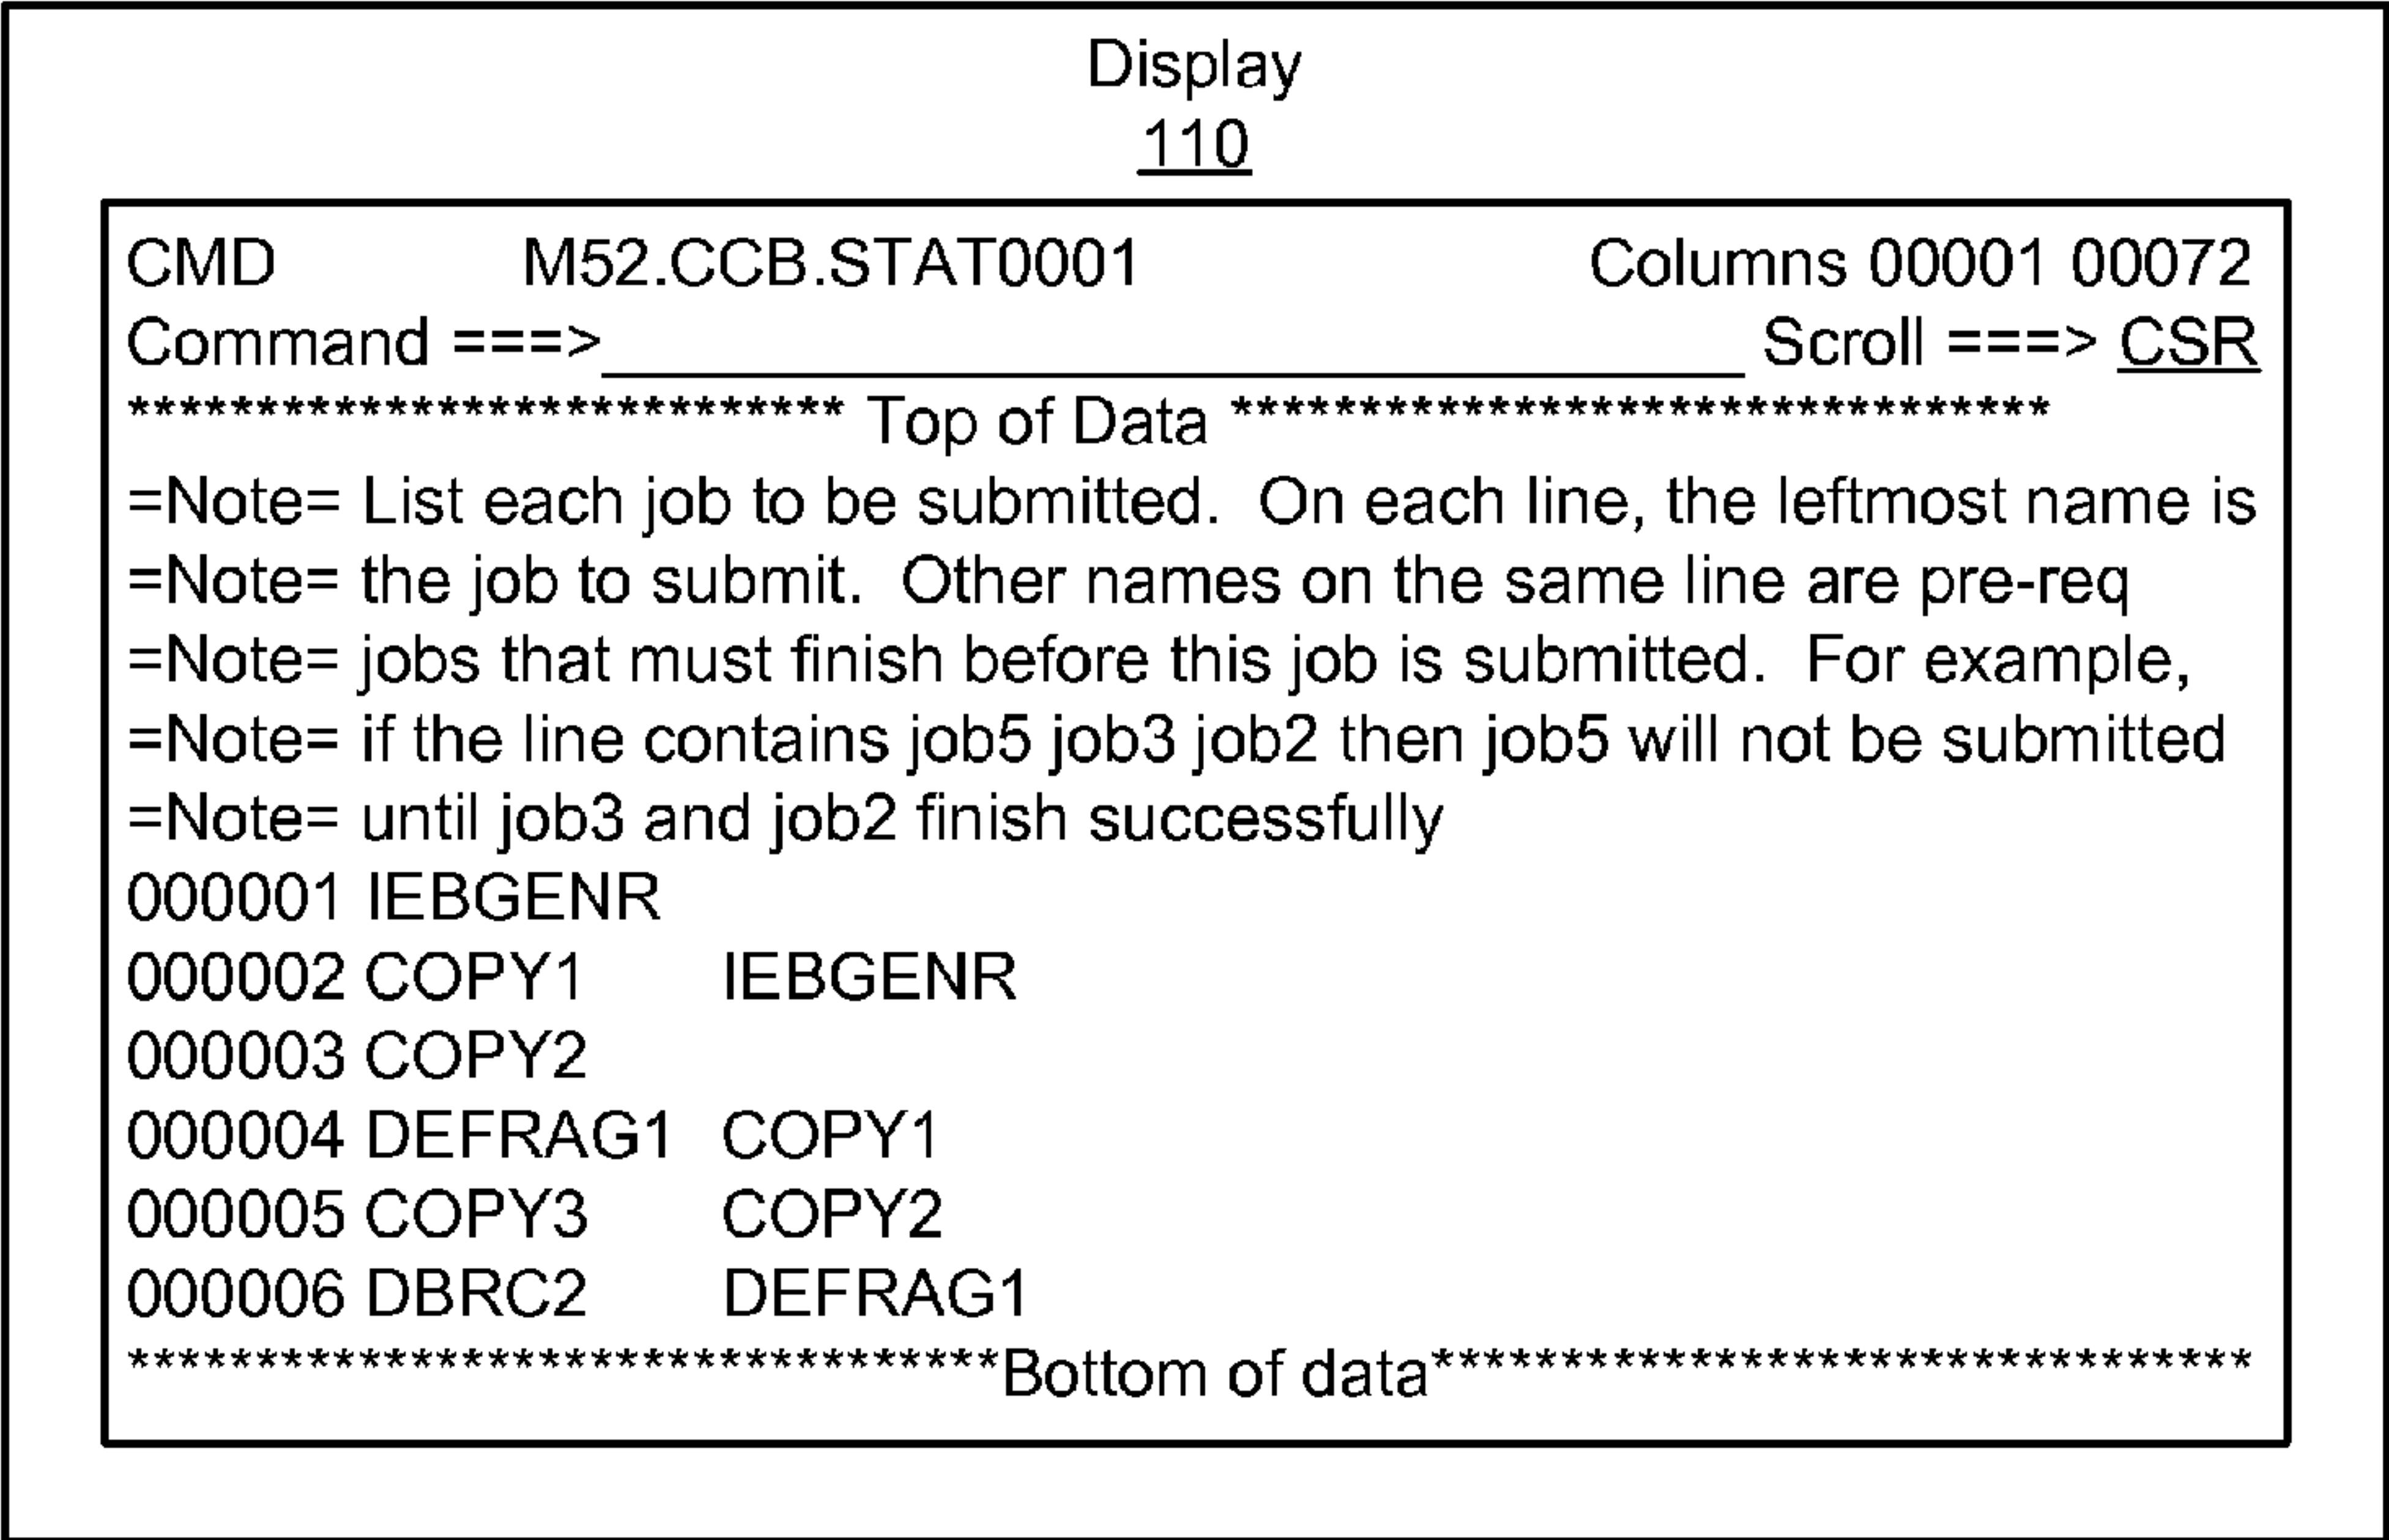 Display
110
CMD M52.CCB.STAT0001 Columns 00001 00072
Command ===>____________________ Scroll ===> CSR
**************************** Top of Data ********************************
=Note= List each job to be submitted. On each line, the leftmost name is
=Note= the job to submit. Other names on the same line are pre-req
=Note= jobs that must finish before this job is submitted. For example,
=Note= if the line contains job5 job3 job2 then job5 will not be submitted
=Note= until job3 and job2 finish successfully
000001 IEBGENR
000002 COPY1 IEBGENR
000003 COPY2
000004 DEFRAG1 COPY1
000005 COPY3 COPY2
000006 DBRC2 DEFRAG1
**********************************Bottom of data********************************